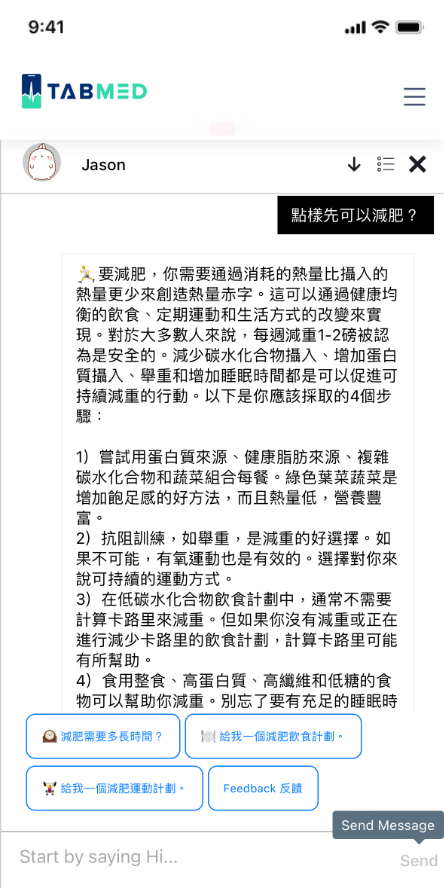 9:41
TABMED
Jason
點樣先可以減肥？
🏃要減肥，你需要通過消耗的熱量比攝入的
熱量更少來創造熱量赤字。這可以通過健康均
衡的飲食、定期運動和生活方式的改變來實
現。對於大多數人來說，每週減重1-2磅被認
為是安全的。減少碳水化合物攝入、增加蛋白
質攝入、舉重和增加睡眠時間都是可以促進可
持續減重的行動。以下是你應該採取的4個步
驟：
1）嘗試用蛋白質來源、健康脂肪來源、複雜
碳水化合物和蔬菜組合每餐。綠色葉菜蔬菜是
增加飽足感的好方法，而且熱量低，營養豐
富。
2）抗阻訓練，如舉重，是減重的好選擇。如
果不可能，有氧運動也是有效的。選擇對你來
說可持續的運動方式。
3）在低碳水化合物飲食計劃中，通常不需要
計算卡路里來減重。但如果你沒有減重或正在
進行減少卡路里的飲食計劃，計算卡路里可能
有所幫助。
4）食用整食、高蛋白質、高纖維和低糖的食
物可以幫助你減重。別忘了要有充足的睡眠時
🕰️ 減肥需要多長時間？
🍽️ 給我一個減肥飲食計劃。
🏋️ 給我一個減肥運動計劃。
Feedback 反饋
Send Message
Start by saying Hi...
Send